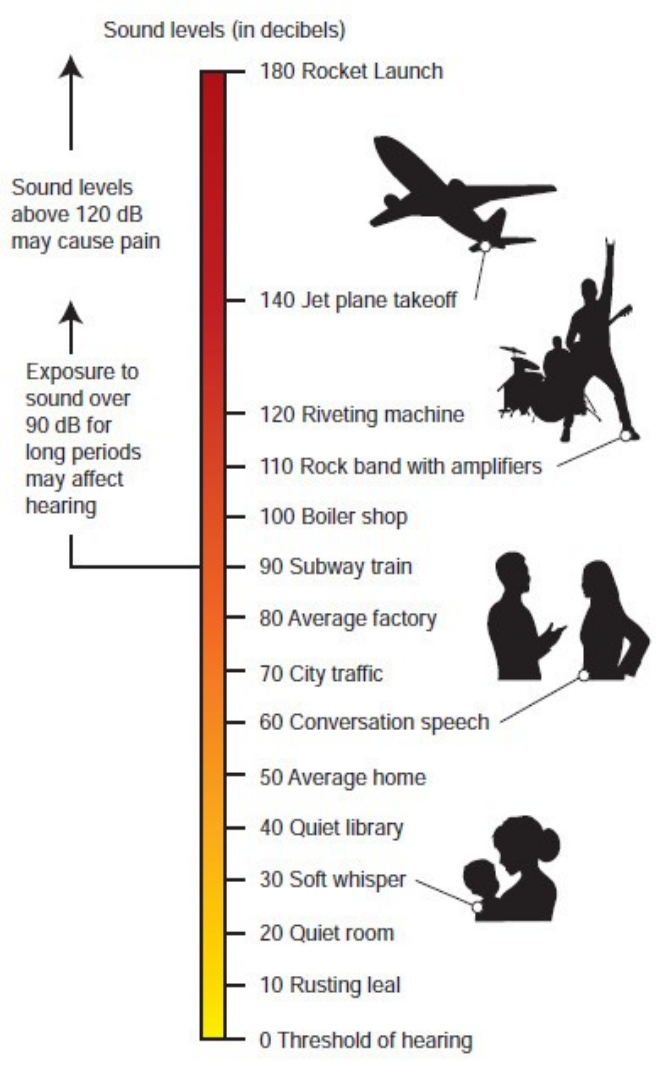 Sound levels (in decibels)
180 Rocket Launch
Sound levels
above 120 dB
may cause pain
140 Jet plane takeoff
Exposure to
sound over
90 dB for
long periods
may affect
hearing
120 Riveting machine
110 Rock band with amplifiers
100 Boiler shop
90 Subway train
80 Average factory
70 City traffic
60 Conversation speech
50 Average home
40 Quiet library
30 Soft whisper
20 Quiet room
10 Rusting leal
0 Threshold of hearing